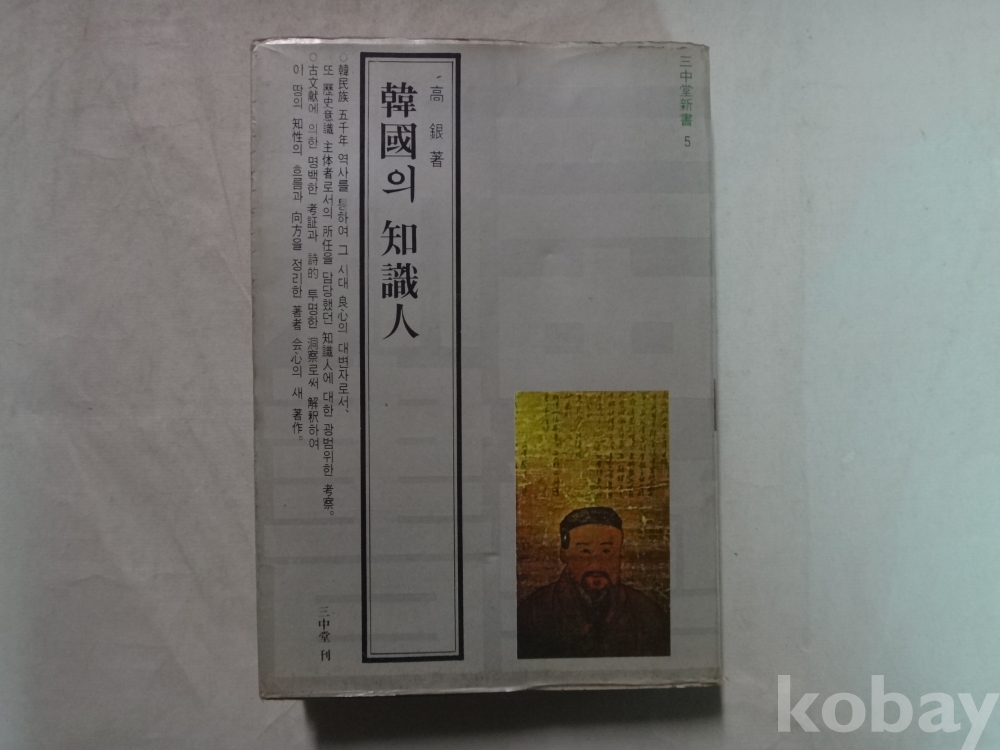 三中堂新書 5
高 銀 著
韓國의 知識人
○韓民族 五千年 역사를 통하여 그 시대 良心의 대변자로서,
또 歷史意識 主体者로서의 所任을 담당했던 知識人에 대한 광범위한 考察。
○古文献에 의한 명백한 考証과 詩的 투명한 洞察로써 解釈하여
이 땅의 知性의 흐름과 向方을 정리한 著者 会心의 새 著作。
三中堂 刊
kobay